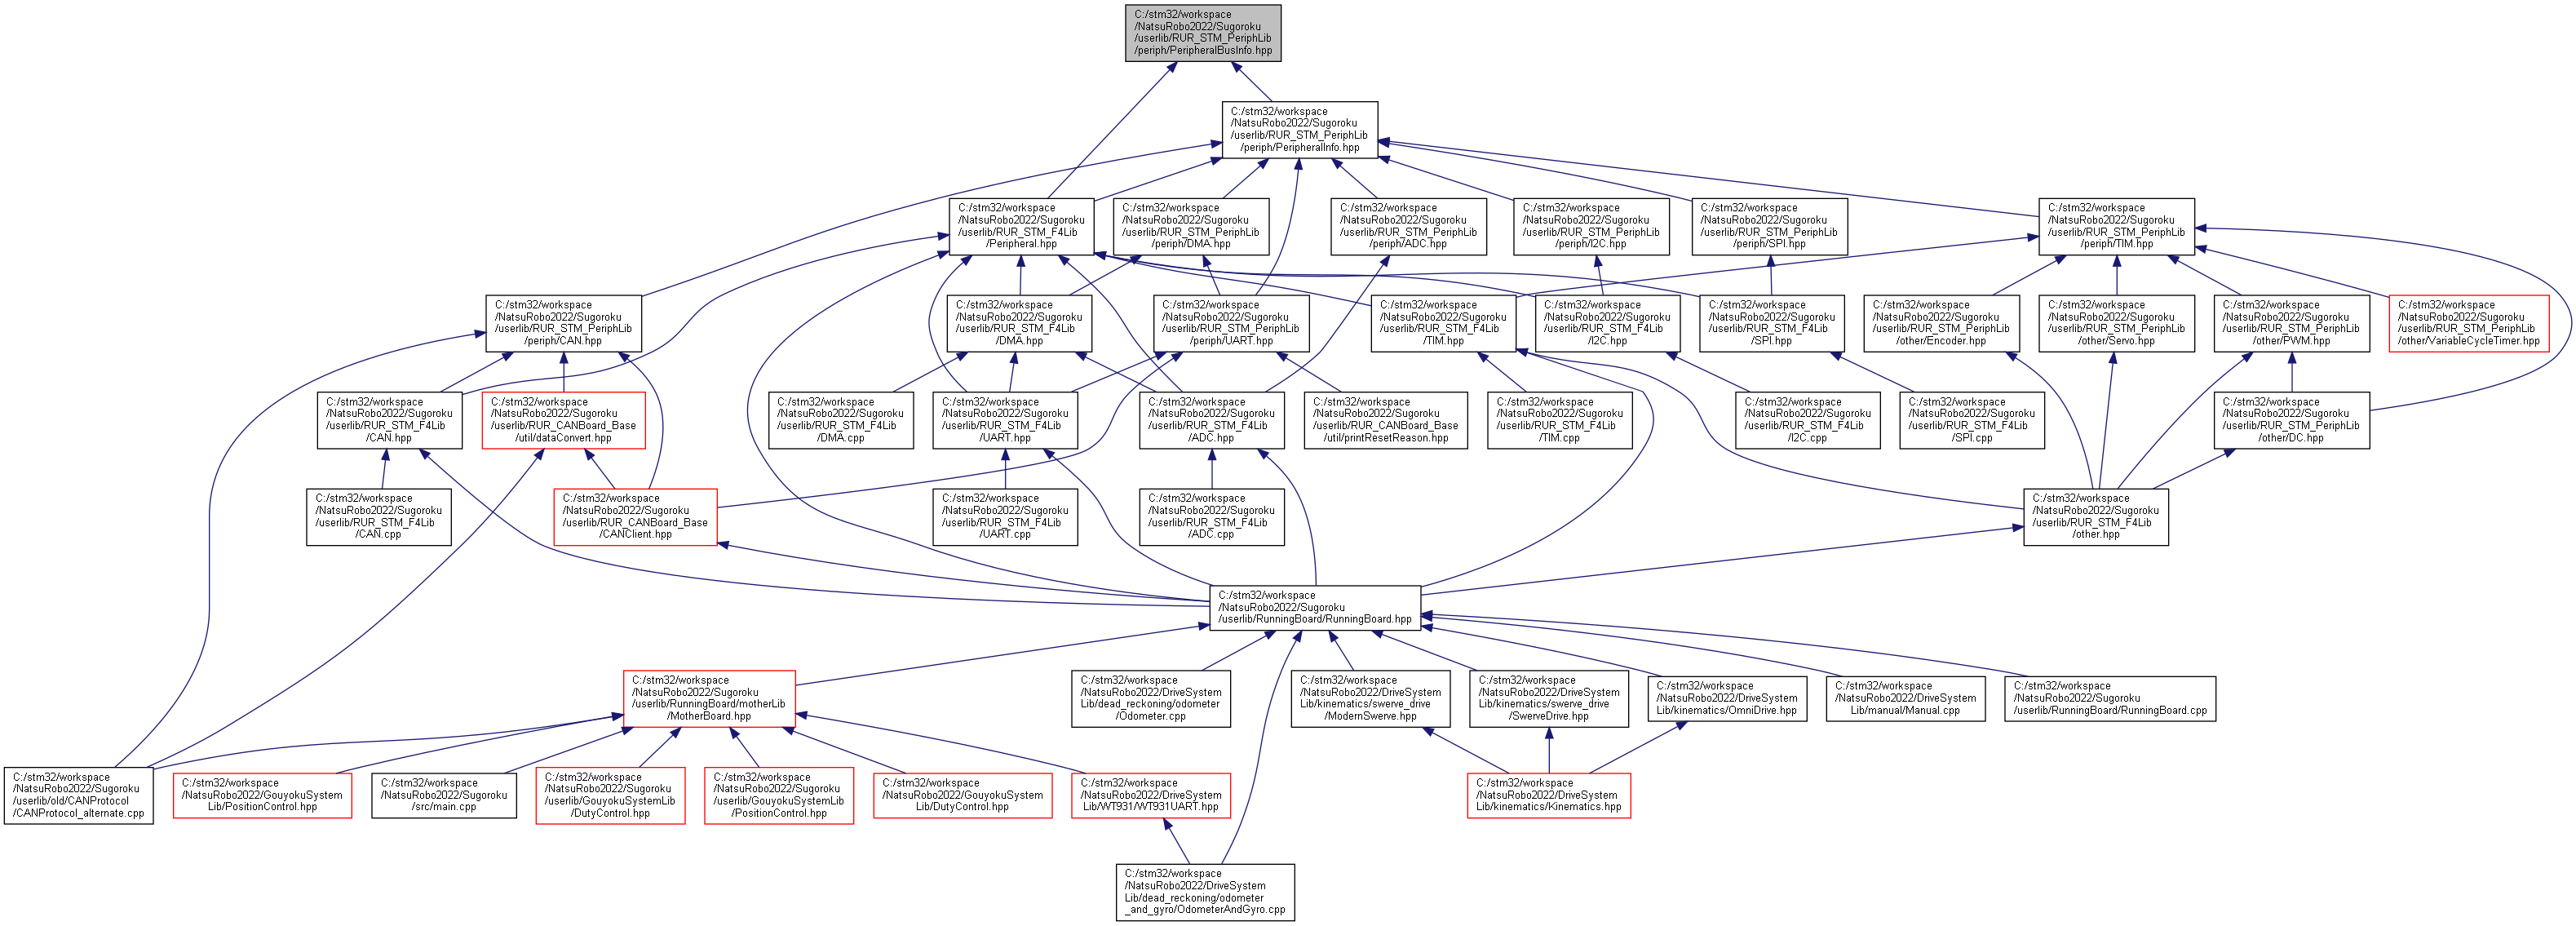 C:/stm32/workspace
/NatsuRobo2022/Sugoroku
/userlib/RUR_STM_PeriphLib
/periph/PeripheralBusInfo.hpp
C:/stm32/workspace
/NatsuRobo2022/Sugoroku
/userlib/RUR_STM_PeriphLib
/periph/PeripheralInfo.hpp
C:/stm32/workspace
/NatsuRobo2022/Sugoroku
/userlib/RUR_STM_F4Lib
/Peripheral.hpp
C:/stm32/workspace
/NatsuRobo2022/Sugoroku
/userlib/RUR_STM_PeriphLib
/periph/DMA.hpp
C:/stm32/workspace
/NatsuRobo2022/Sugoroku
/userlib/RUR_STM_PeriphLib
/periph/ADC.hpp
C:/stm32/workspace
/NatsuRobo2022/Sugoroku
/userlib/RUR_STM_PeriphLib
/periph/I2C.hpp
C:/stm32/workspace
/NatsuRobo2022/Sugoroku
/userlib/RUR_STM_PeriphLib
/periph/SPI.hpp
C:/stm32/workspace
/NatsuRobo2022/Sugoroku
/userlib/RUR_STM_PeriphLib
/periph/TIM.hpp
C:/stm32/workspace
/NatsuRobo2022/Sugoroku
/userlib/RUR_STM_PeriphLib
/periph/CAN.hpp
C:/stm32/workspace
/NatsuRobo2022/Sugoroku
/userlib/RUR_STM_F4Lib
/DMA.hpp
C:/stm32/workspace
/NatsuRobo2022/Sugoroku
/userlib/RUR_STM_PeriphLib
/periph/UART.hpp
C:/stm32/workspace
/NatsuRobo2022/Sugoroku
/userlib/RUR_STM_F4Lib
/TIM.hpp
C:/stm32/workspace
/NatsuRobo2022/Sugoroku
/userlib/RUR_STM_F4Lib
/I2C.hpp
C:/stm32/workspace
/NatsuRobo2022/Sugoroku
/userlib/RUR_STM_F4Lib
/SPI.hpp
C:/stm32/workspace
/NatsuRobo2022/Sugoroku
/userlib/RUR_STM_PeriphLib
/other/Encoder.hpp
C:/stm32/workspace
/NatsuRobo2022/Sugoroku
/userlib/RUR_STM_PeriphLib
/other/Servo.hpp
C:/stm32/workspace
/NatsuRobo2022/Sugoroku
/userlib/RUR_STM_PeriphLib
/other/PWM.hpp
C:/stm32/workspace
/NatsuRobo2022/Sugoroku
/userlib/RUR_STM_PeriphLib
/other/VariableCycleTimer.hpp
C:/stm32/workspace
/NatsuRobo2022/Sugoroku
/userlib/RUR_STM_F4Lib
/CAN.hpp
C:/stm32/workspace
/NatsuRobo2022/Sugoroku
/userlib/RUR_CANBoard_Base
/util/dataConvert.hpp
C:/stm32/workspace
/NatsuRobo2022/Sugoroku
/userlib/RUR_STM_F4Lib
/DMA.cpp
C:/stm32/workspace
/NatsuRobo2022/Sugoroku
/userlib/RUR_STM_F4Lib
/UART.hpp
C:/stm32/workspace
/NatsuRobo2022/Sugoroku
/userlib/RUR_STM_F4Lib
/ADC.hpp
C:/stm32/workspace
/NatsuRobo2022/Sugoroku
/userlib/RUR_CANBoard_Base
/util/printResetReason.hpp
C:/stm32/workspace
/NatsuRobo2022/Sugoroku
/userlib/RUR_STM_F4Lib
/TIM.cpp
C:/stm32/workspace
/NatsuRobo2022/Sugoroku
/userlib/RUR_STM_F4Lib
/I2C.cpp
C:/stm32/workspace
/NatsuRobo2022/Sugoroku
/userlib/RUR_STM_F4Lib
/SPI.cpp
C:/stm32/workspace
/NatsuRobo2022/Sugoroku
/userlib/RUR_STM_PeriphLib
/other/DC.hpp
C:/stm32/workspace
/NatsuRobo2022/Sugoroku
/userlib/RUR_STM_F4Lib
/CAN.cpp
C:/stm32/workspace
/NatsuRobo2022/Sugoroku
/userlib/RUR_CANBoard_Base
/CANClient.hpp
C:/stm32/workspace
/NatsuRobo2022/Sugoroku
/userlib/RUR_STM_F4Lib
/UART.cpp
C:/stm32/workspace
/NatsuRobo2022/Sugoroku
/userlib/RUR_STM_F4Lib
/ADC.cpp
C:/stm32/workspace
/NatsuRobo2022/Sugoroku
/userlib/RUR_STM_F4Lib
/other.hpp
C:/stm32/workspace
/NatsuRobo2022/Sugoroku
/userlib/RunningBoard/RunningBoard.hpp
C:/stm32/workspace
/NatsuRobo2022/Sugoroku
/userlib/RunningBoard/motherLib
/MotherBoard.hpp
C:/stm32/workspace
/NatsuRobo2022/DriveSystem
Lib/dead_reckoning/odometer
/Odometer.cpp
C:/stm32/workspace
/NatsuRobo2022/DriveSystem
Lib/kinematics/swerve_drive
/ModernSwerve.hpp
C:/stm32/workspace
/NatsuRobo2022/DriveSystem
Lib/kinematics/swerve_drive
/SwerveDrive.hpp
C:/stm32/workspace
/NatsuRobo2022/DriveSystem
Lib/kinematics/OmniDrive.hpp
C:/stm32/workspace
/NatsuRobo2022/DriveSystem
Lib/manual/Manual.cpp
C:/stm32/workspace
/NatsuRobo2022/Sugoroku
/userlib/RunningBoard/RunningBoard.cpp
C:/stm32/workspace
/NatsuRobo2022/Sugoroku
/userlib/old/CANProtocol
/CANProtocol_alternate.cpp
C:/stm32/workspace
/NatsuRobo2022/GouyokuSystem
Lib/PositionControl.hpp
C:/stm32/workspace
/NatsuRobo2022/Sugoroku
/src/main.cpp
C:/stm32/workspace
/NatsuRobo2022/Sugoroku
/userlib/GouyokuSystemLib
/DutyControl.hpp
C:/stm32/workspace
/NatsuRobo2022/Sugoroku
/userlib/GouyokuSystemLib
/PositionControl.hpp
C:/stm32/workspace
/NatsuRobo2022/GouyokuSystem
Lib/DutyControl.hpp
C:/stm32/workspace
/NatsuRobo2022/DriveSystem
Lib/WT931/WT931UART.hpp
C:/stm32/workspace
/NatsuRobo2022/DriveSystem
Lib/kinematics/Kinematics.hpp
C:/stm32/workspace
/NatsuRobo2022/DriveSystem
Lib/dead_reckoning/odometer
_and_gyro/OdometerAndGyro.cpp